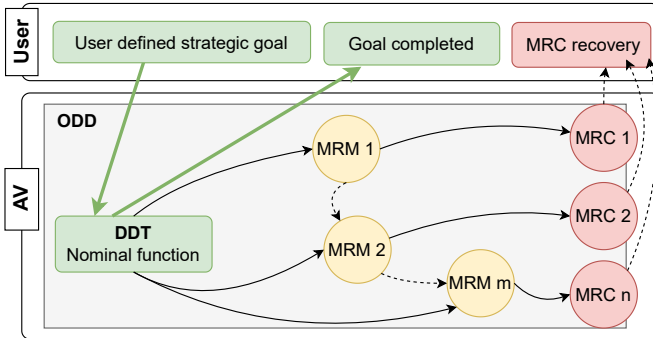 User
User defined strategic goal
Goal completed
MRC recovery
AV
ODD
MRM 1
MRC 1
DDT
Nominal function
MRM 2
MRC 2
MRM m
MRC n